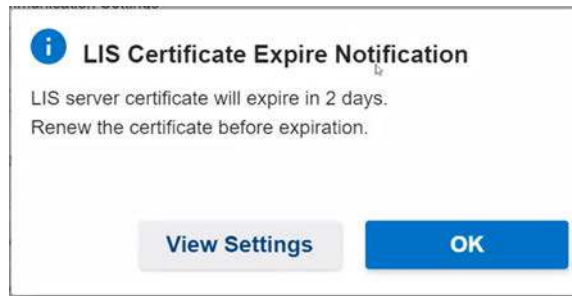 LIS Certificate Expire Notification
LIS server certificate will expire in 2 days.
Renew the certificate before expiration.
View Settings
OK